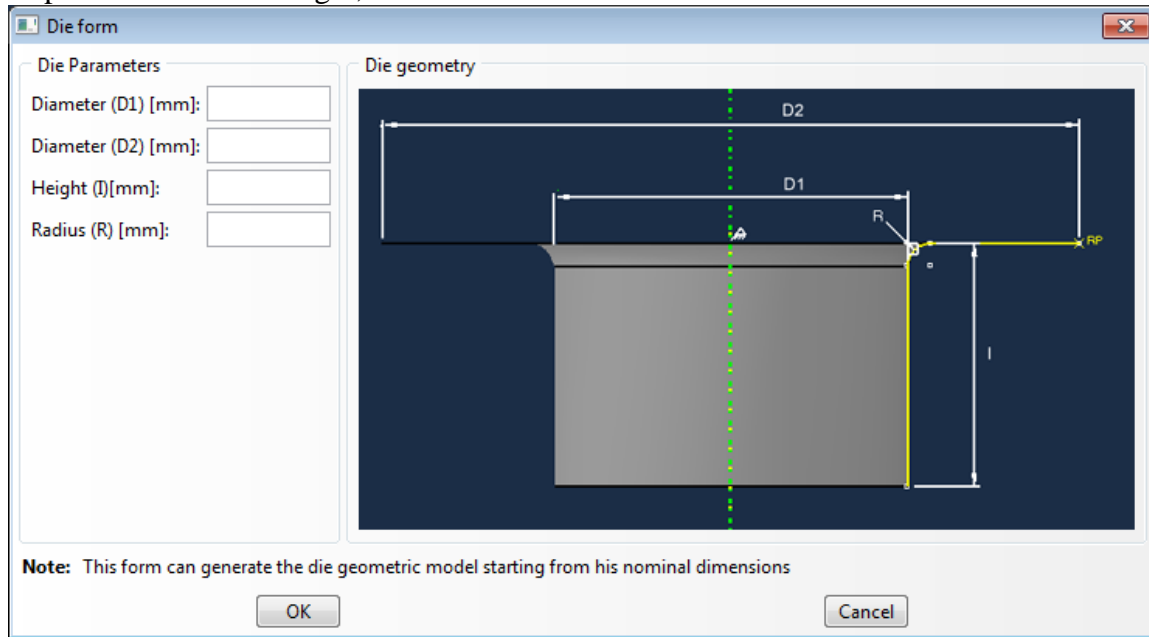 Die form
Die Parameters
Diameter (D1) [mm]:
Diameter (D2) [mm]:
Height (I)[mm]:
Radius (R) [mm]:
Die geometry
D2
D1
R
RP
I
Note: This form can generate the die geometric model starting from his nominal dimensions
OK
Cancel